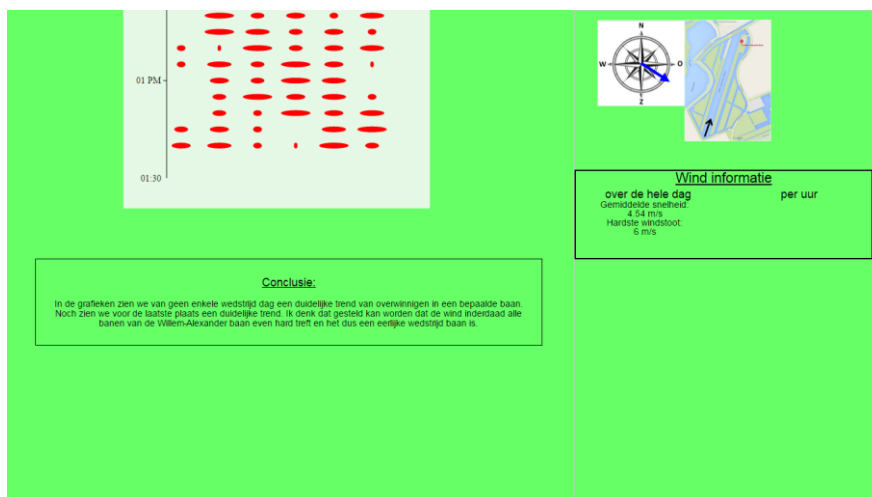 01 PM
01:30
Conclusie:
In de grafieken zien we van geen enkele wedstrijd dag een duidelijke trend van overwinnigen in een bepaalde baan.
Noch zien we voor de laatste plaats een duidelijke trend. Ik denk dat gesteld kan worden dat de wind inderdaad alle
banen van de Willem-Alexander baan even hard treft en het dus een eerlijke wedstrijd baan is.
N
W
O
Z
Wind informatie
over de hele dag
Gemiddelde snelheid:
4.54 m/s
Hardste windstoot:
6 m/s
per uur